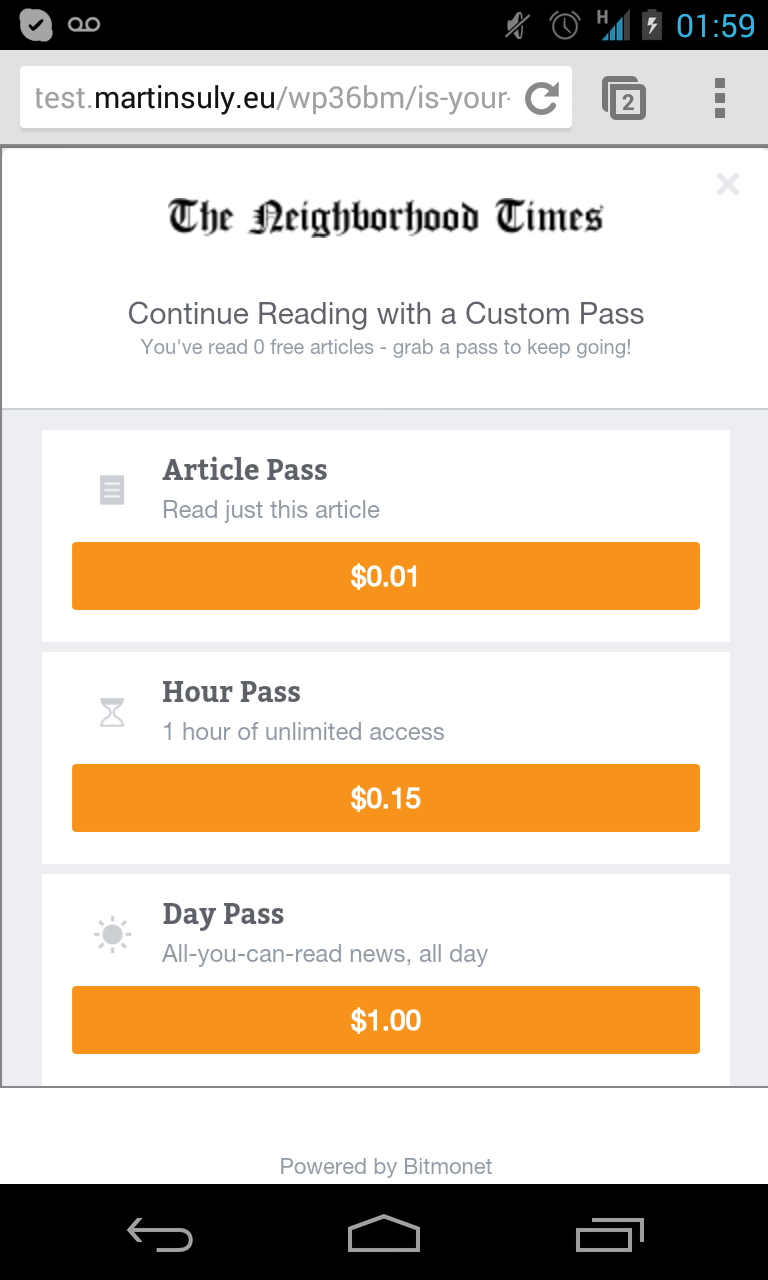 H
01:59
test.martinsuly.eu/wp36bm/is-your-
2
The Neighborhood Times
Continue Reading with a Custom Pass
You've read 0 free articles - grab a pass to keep going!
Article Pass
Read just this article
$0.01
Hour Pass
1 hour of unlimited access
$0.15
Day Pass
All-you-can-read news, all day
$1.00
Powered by Bitmonet